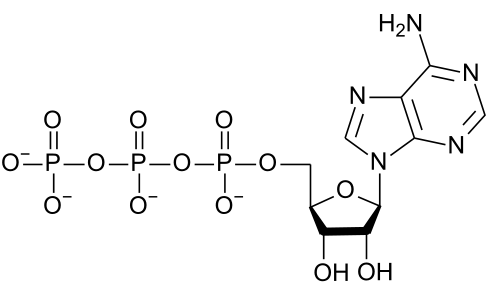 H₂N
N N
N N
O O O O
O⁻ P O P O P O
O⁻ O⁻ O⁻
OH OH